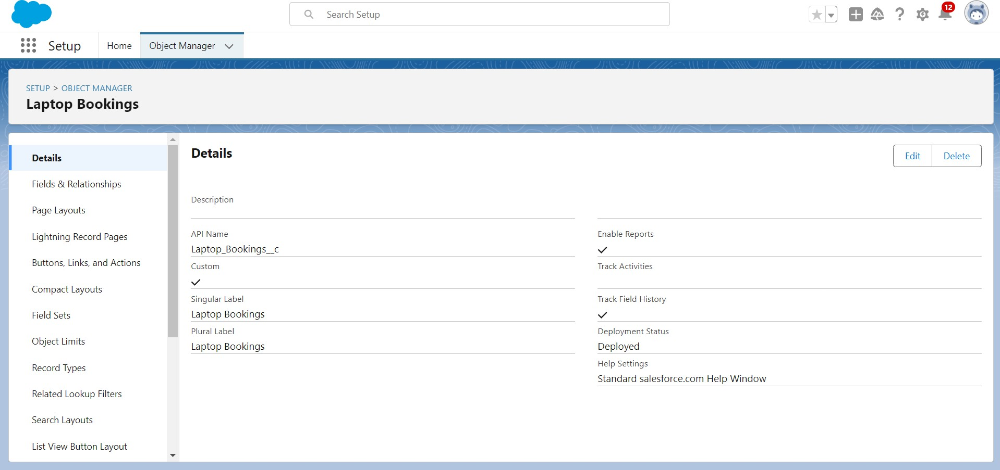 Search Setup
12
Setup
Home
Object Manager
SETUP > OBJECT MANAGER
Laptop Bookings
Details
Fields & Relationships
Page Layouts
Lightning Record Pages
Buttons, Links, and Actions
Compact Layouts
Field Sets
Object Limits
Record Types
Related Lookup Filters
Search Layouts
List View Button Layout
Details
Edit
Delete
Description
API Name
Laptop_Bookings__c
Custom
Singular Label
Laptop Bookings
Plural Label
Laptop Bookings
Enable Reports
Track Activities
Track Field History
Deployment Status
Deployed
Help Settings
Standard salesforce.com Help Window